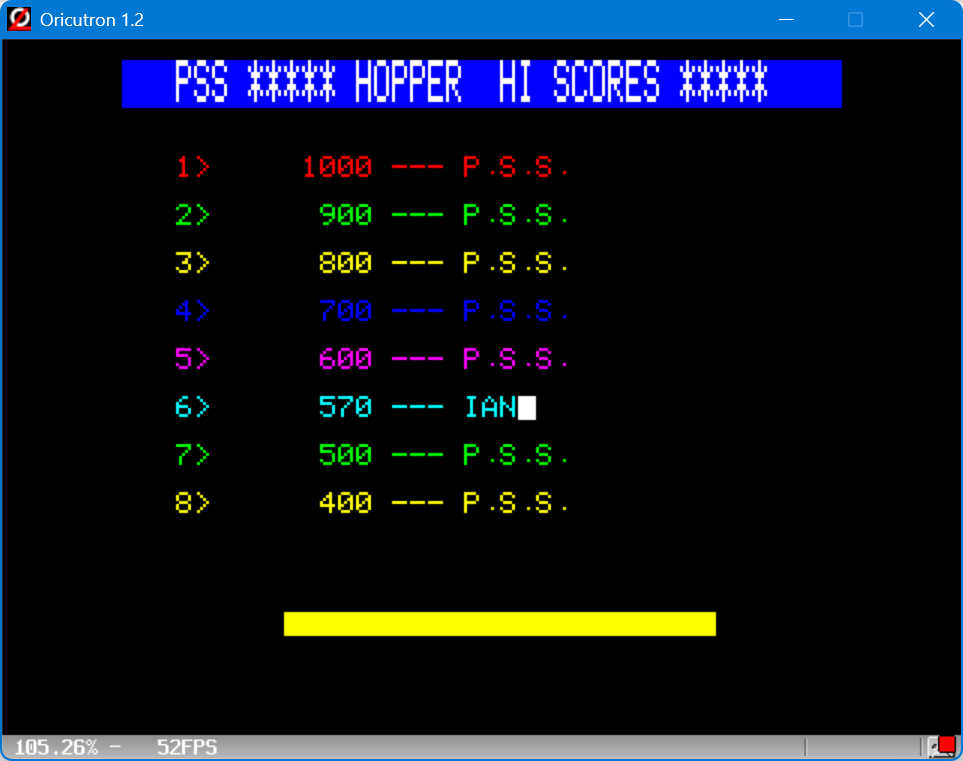 Oricutron 1.2
PSS ***** HOPPER  HI SCORES *****
1>     1000 --- P.S.S.
2>      900 --- P.S.S.
3>      800 --- P.S.S.
4>      700 --- P.S.S.
5>      600 --- P.S.S.
6>      570 --- IAN
7>      500 --- P.S.S.
8>      400 --- P.S.S.
105.26% -   52FPS